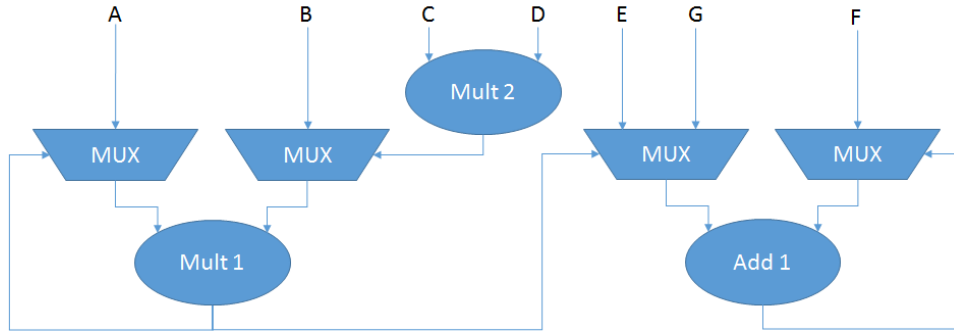 A B C D E G F
Mult 2
MUX MUX MUX MUX
Mult 1 Add 1